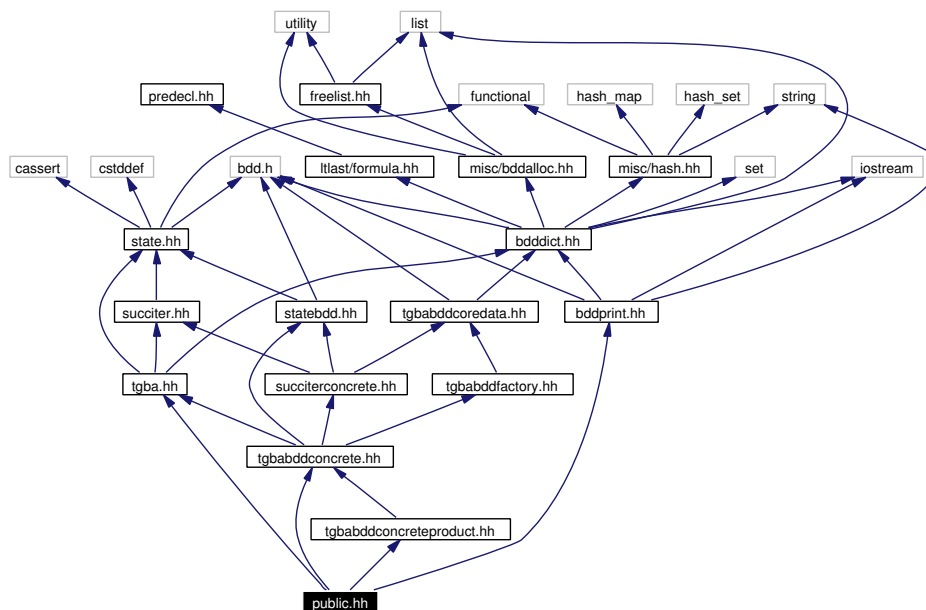 utility
list
predecl.hh
freelist.hh
functional
hash_map
hash_set
string
cassert
cstddef
bdd.h
ltlast/formula.hh
misc/bddalloc.hh
misc/hash.hh
set
iostream
state.hh
bdddict.hh
succiter.hh
statebdd.hh
tgbabddcoredata.hh
bddprint.hh
tgba.hh
succiterconcrete.hh
tgbabddfactory.hh
tgbabddconcrete.hh
tgbabddconcreteproduct.hh
public.hh